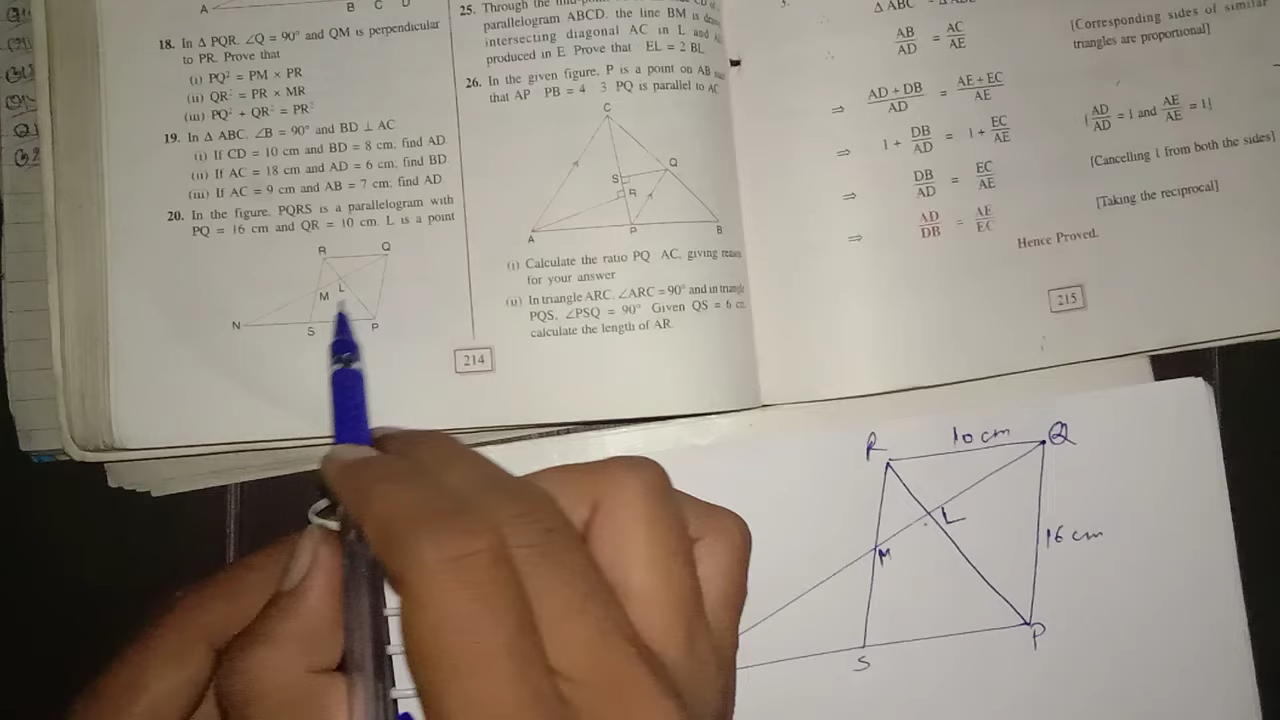 A B C D
18. In Δ PQR, ∠Q = 90° and QM is perpendicular
to PR. Prove that
(i) PQ² = PM × PR
(ii) QR² = PR × MR
(iii) PQ² + QR² = PR²
19. In Δ ABC, ∠B = 90° and BD ⊥ AC
(i) If CD = 10 cm and BD = 8 cm; find AD
(ii) If AC = 18 cm and AD = 6 cm; find BD
(iii) If AC = 9 cm and AB = 7 cm; find AD
20. In the figure, PQRS is a parallelogram with
PQ = 16 cm and QR = 10 cm. L is a point
R Q
L
M
N S P
214
25. Through the
parallelogram ABCD, the line BM is
intersecting diagonal AC in L and
produced in E. Prove that EL = 2 BL
26. In the given figure, P is a point on AB
that AP PB = 4 3 PQ is parallel to AC
C
Q
S
R
A P B
(i) Calculate the ratio PQ AC, giving
for your answer
(ii) In triangle ARC, ∠ARC = 90° and in
PQS, ∠PSQ = 90° Given QS = 6
calculate the length of AR
Δ ABC
AB/AD = AC/AE [Corresponding sides of similar
triangles are proportional]
⇒ AD + DB/AD = AE + EC/AE
⇒ 1 + DB/AD = 1 + EC/AE [AD/AD = 1 and AE/AE = 1]
⇒ DB/AD = EC/AE [Cancelling 1 from both the sides]
⇒ AD/DB = AE/EC [Taking the reciprocal]
Hence Proved.
215
R 10 cm Q
L
16 cm
M
P
S